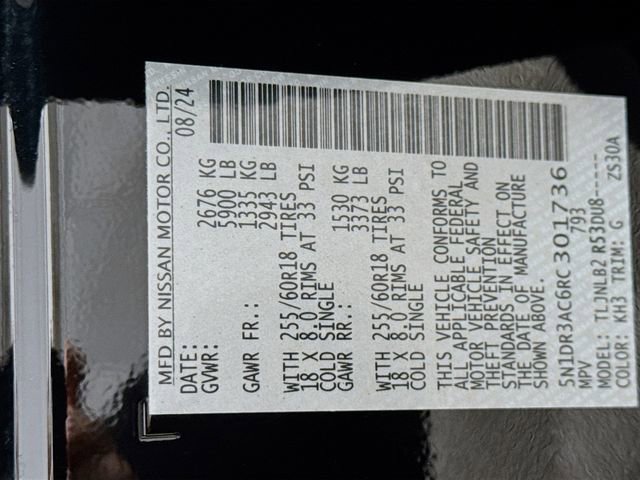 MFD BY NISSAN MOTOR CO., LTD.
DATE: 08/24
GVWR: 2676 KG
5900 LB
GAWR FR.: 1335 KG
2943 LB
WITH 255/60R18 TIRES
18 X 8.0 RIMS AT 33 PSI
COLD SINGLE
GAWR RR.: 1530 KG
3373 LB
WITH 255/60R18 TIRES
18 X 8.0 RIMS AT 33 PSI
COLD SINGLE
THIS VEHICLE CONFORMS TO
ALL APPLICABLE FEDERAL
MOTOR VEHICLE SAFETY AND
THEFT PREVENTION
STANDARDS IN EFFECT ON
THE DATE OF MANUFACTURE
SHOWN ABOVE.
5N1DR3AC6RC301736
MPV 793
MODEL: TLJNLB2 R53DU8-----
COLOR: KH3 TRIM: G ZS30A